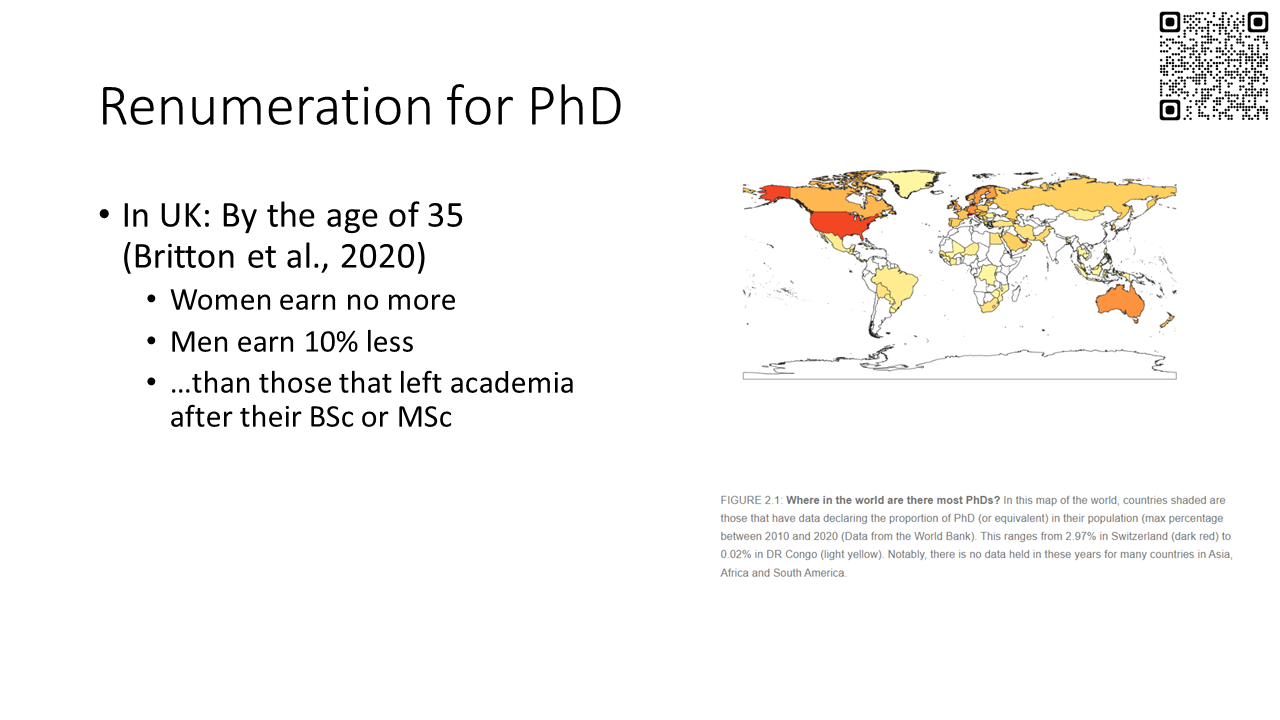 Renumeration for PhD
• In UK: By the age of 35
(Britton et al., 2020)
• Women earn no more
• Men earn 10% less
• …than those that left academia
after their BSc or MSc
FIGURE 2.1: Where in the world are there most PhDs? In this map of the world, countries shaded are
those that have data declaring the proportion of PhD (or equivalent) in their population (max percentage
between 2010 and 2020 (Data from the World Bank). This ranges from 2.97% in Switzerland (dark red) to
0.02% in DR Congo (light yellow). Notably, there is no data held in these years for many countries in Asia,
Africa and South America.